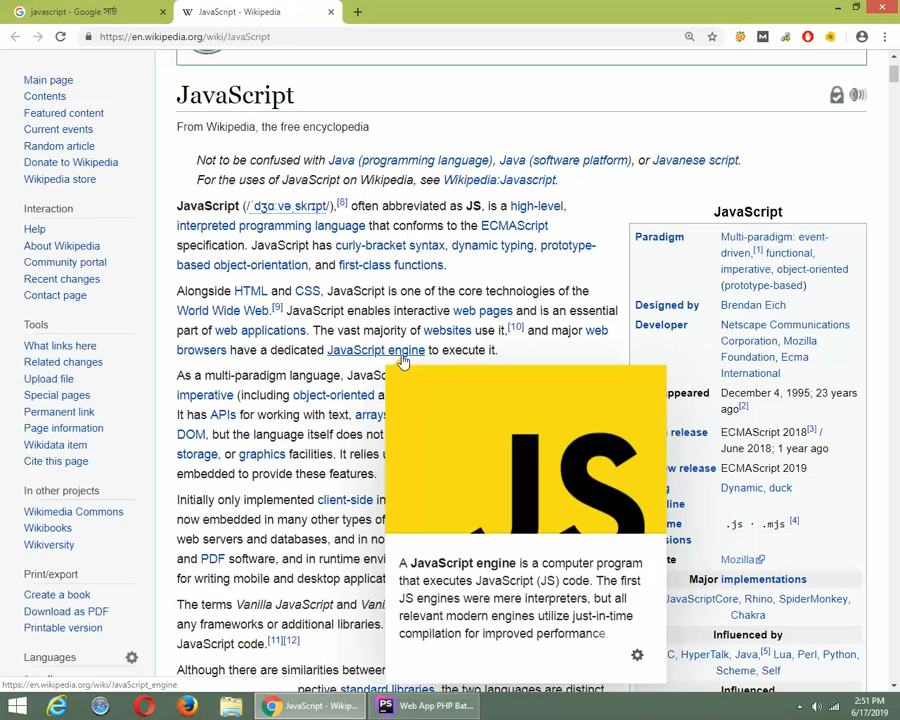 javascript - Google সার্চ
JavaScript - Wikipedia
https://en.wikipedia.org/wiki/JavaScript
Main page
Contents
Featured content
Current events
Random article
Donate to Wikipedia
Wikipedia store
Interaction
Help
About Wikipedia
Community portal
Recent changes
Contact page
Tools
What links here
Related changes
Upload file
Special pages
Permanent link
Page information
Wikidata item
Cite this page
In other projects
Wikimedia Commons
Wikibooks
Wikiversity
Print/export
Create a book
Download as PDF
Printable version
Languages
JavaScript
From Wikipedia, the free encyclopedia
Not to be confused with Java (programming language), Java (software platform), or Javanese script.
For the uses of JavaScript on Wikipedia, see Wikipedia:Javascript.
JavaScript (/ˈdʒɑːvəˌskrɪpt/),[8] often abbreviated as JS, is a high-level,
interpreted programming language that conforms to the ECMAScript
specification. JavaScript has curly-bracket syntax, dynamic typing, prototype-
based object-orientation, and first-class functions.
Alongside HTML and CSS, JavaScript is one of the core technologies of the
World Wide Web.[9] JavaScript enables interactive web pages and is an essential
part of web applications. The vast majority of websites use it,[10] and major web
browsers have a dedicated JavaScript engine to execute it.
As a multi-paradigm language, JavaSc
imperative (including object-oriented a
It has APIs for working with text, arrays
DOM, but the language itself does not
storage, or graphics facilities. It relies u
embedded to provide these features.
Initially only implemented client-side in
now embedded in many other types of
web servers and databases, and in no
and PDF software, and in runtime envi
for writing mobile and desktop applicat
The terms Vanilla JavaScript and Vani
any frameworks or additional libraries.
JavaScript code.[11][12]
Although there are similarities between
pective standard libraries, the two languages are distinct
JS
A JavaScript engine is a computer program
that executes JavaScript (JS) code. The first
JS engines were mere interpreters, but all
relevant modern engines utilize just-in-time
compilation for improved performance.
JavaScript
Paradigm
Multi-paradigm: event-
driven,[1] functional,
imperative, object-oriented
(prototype-based)
Designed by Brendan Eich
Developer
Netscape Communications
Corporation, Mozilla
Foundation, Ecma
International
ppeared December 4, 1995; 23 years
ago[2]
release ECMAScript 2018[3] /
June 2018; 1 year ago
ew release ECMAScript 2019
Dynamic, duck
line
me .js · .mjs [4]
sions
te Mozilla
Major implementations
JavaScriptCore, Rhino, SpiderMonkey,
Chakra
Influenced by
C, HyperTalk, Java,[5] Lua, Perl, Python,
Scheme, Self
Influenced
https://en.wikipedia.org/wiki/JavaScript_engine
JavaScript - Wikip...
Web App PHP Bat...
2:51 PM
6/17/2019